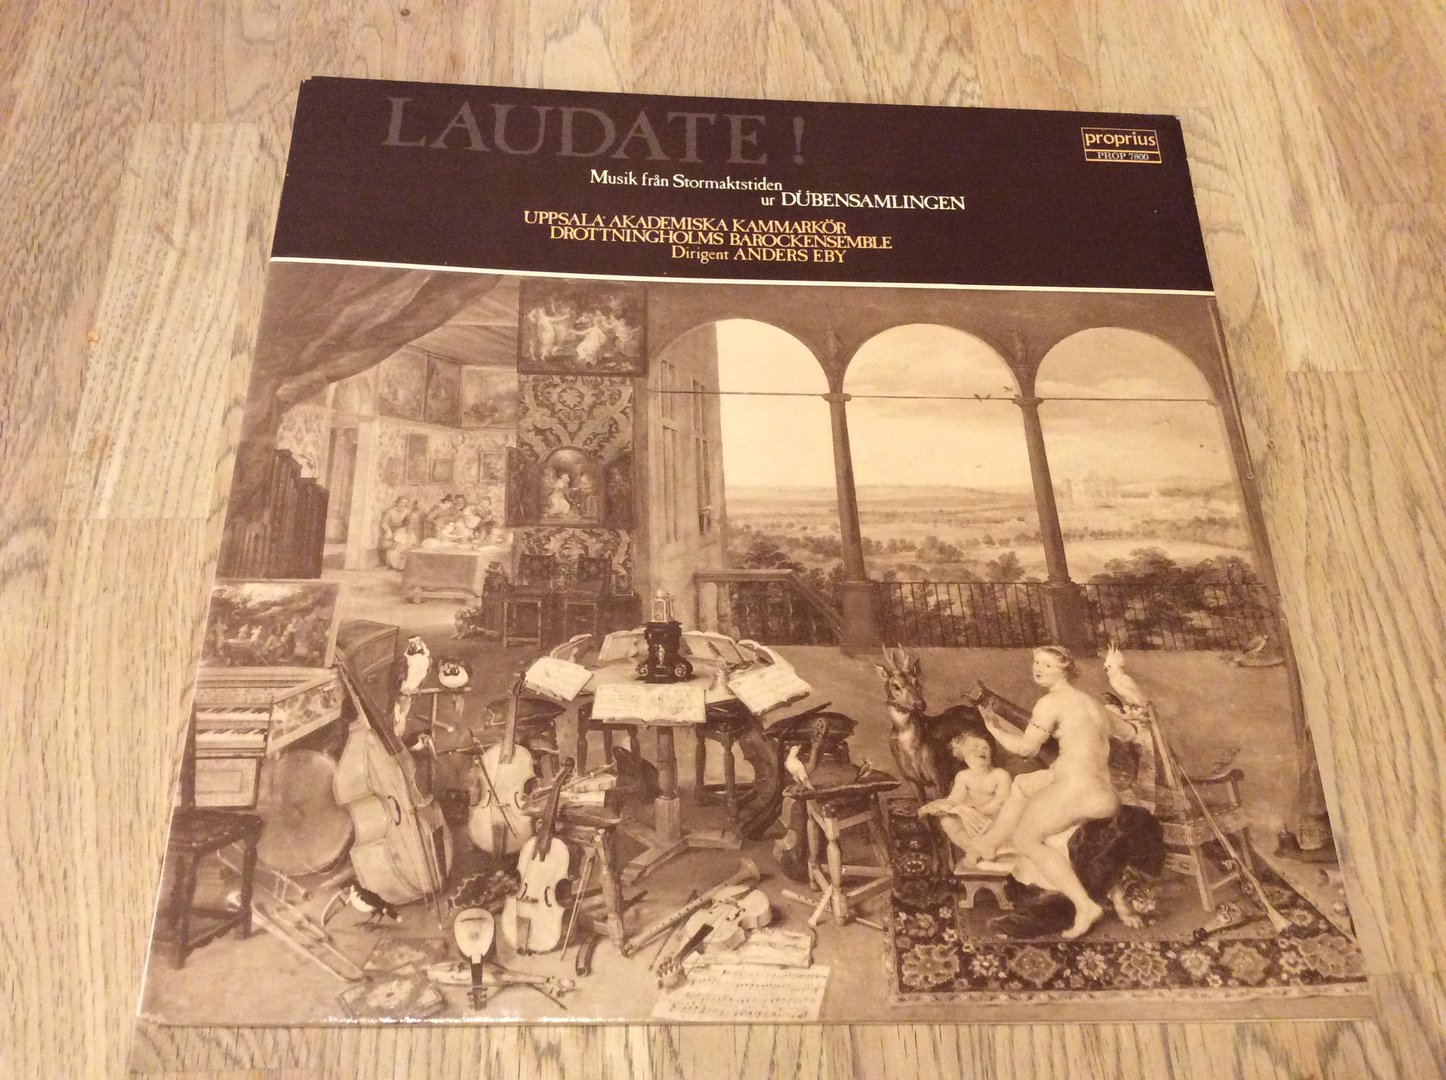 LAUDATE!
proprius
PROP 7800
Musik från Stormaktstiden
ur DÜBENSAMLINGEN
UPPSALA AKADEMISKA KAMMARKÖR
DROTTNINGHOLMS BAROCKENSEMBLE
Dirigent ANDERS EBY